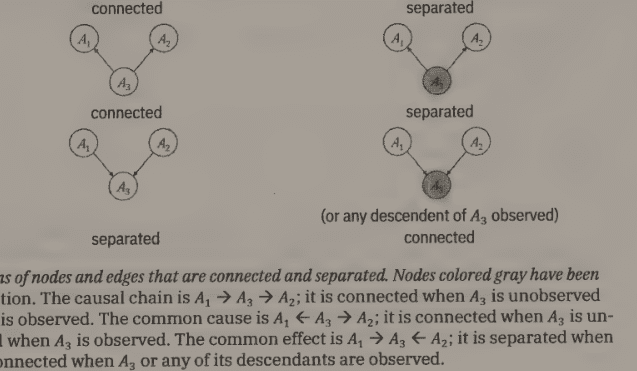 connected separated
A₁ A₂ A₁ A₂
A₃
connected separated
A₁ A₂ A₁ A₂
A₃
(or any descendent of A₃ observed)
separated connected
ns of nodes and edges that are connected and separated. Nodes colored gray have been
tion. The causal chain is A₁ → A₃ → A₂; it is connected when A₃ is unobserved
is observed. The common cause is A₁ ← A₃ → A₂; it is connected when A₃ is un-
l when A₃ is observed. The common effect is A₁ → A₃ ← A₂; it is separated when
onnected when A₃ or any of its descendants are observed.